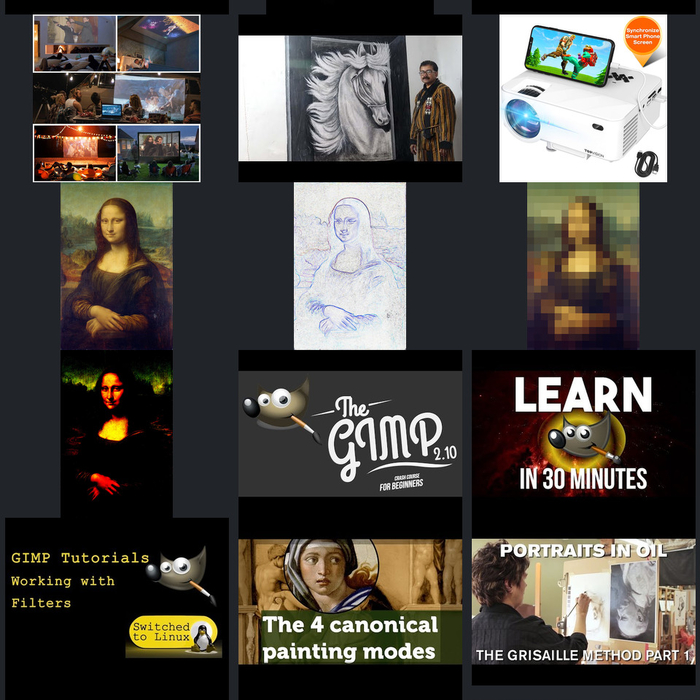 Synchronize
Smart Phone
Screen
The
GIMP
2.10
CRASH COURSE
FOR BEGINNERS
LEARN
IN 30 MINUTES
GIMP Tutorials
Working with
Filters
Switched
to Linux
The 4 canonical
painting modes
PORTRAITS IN OIL
THE GRISAILLE METHOD PART 1